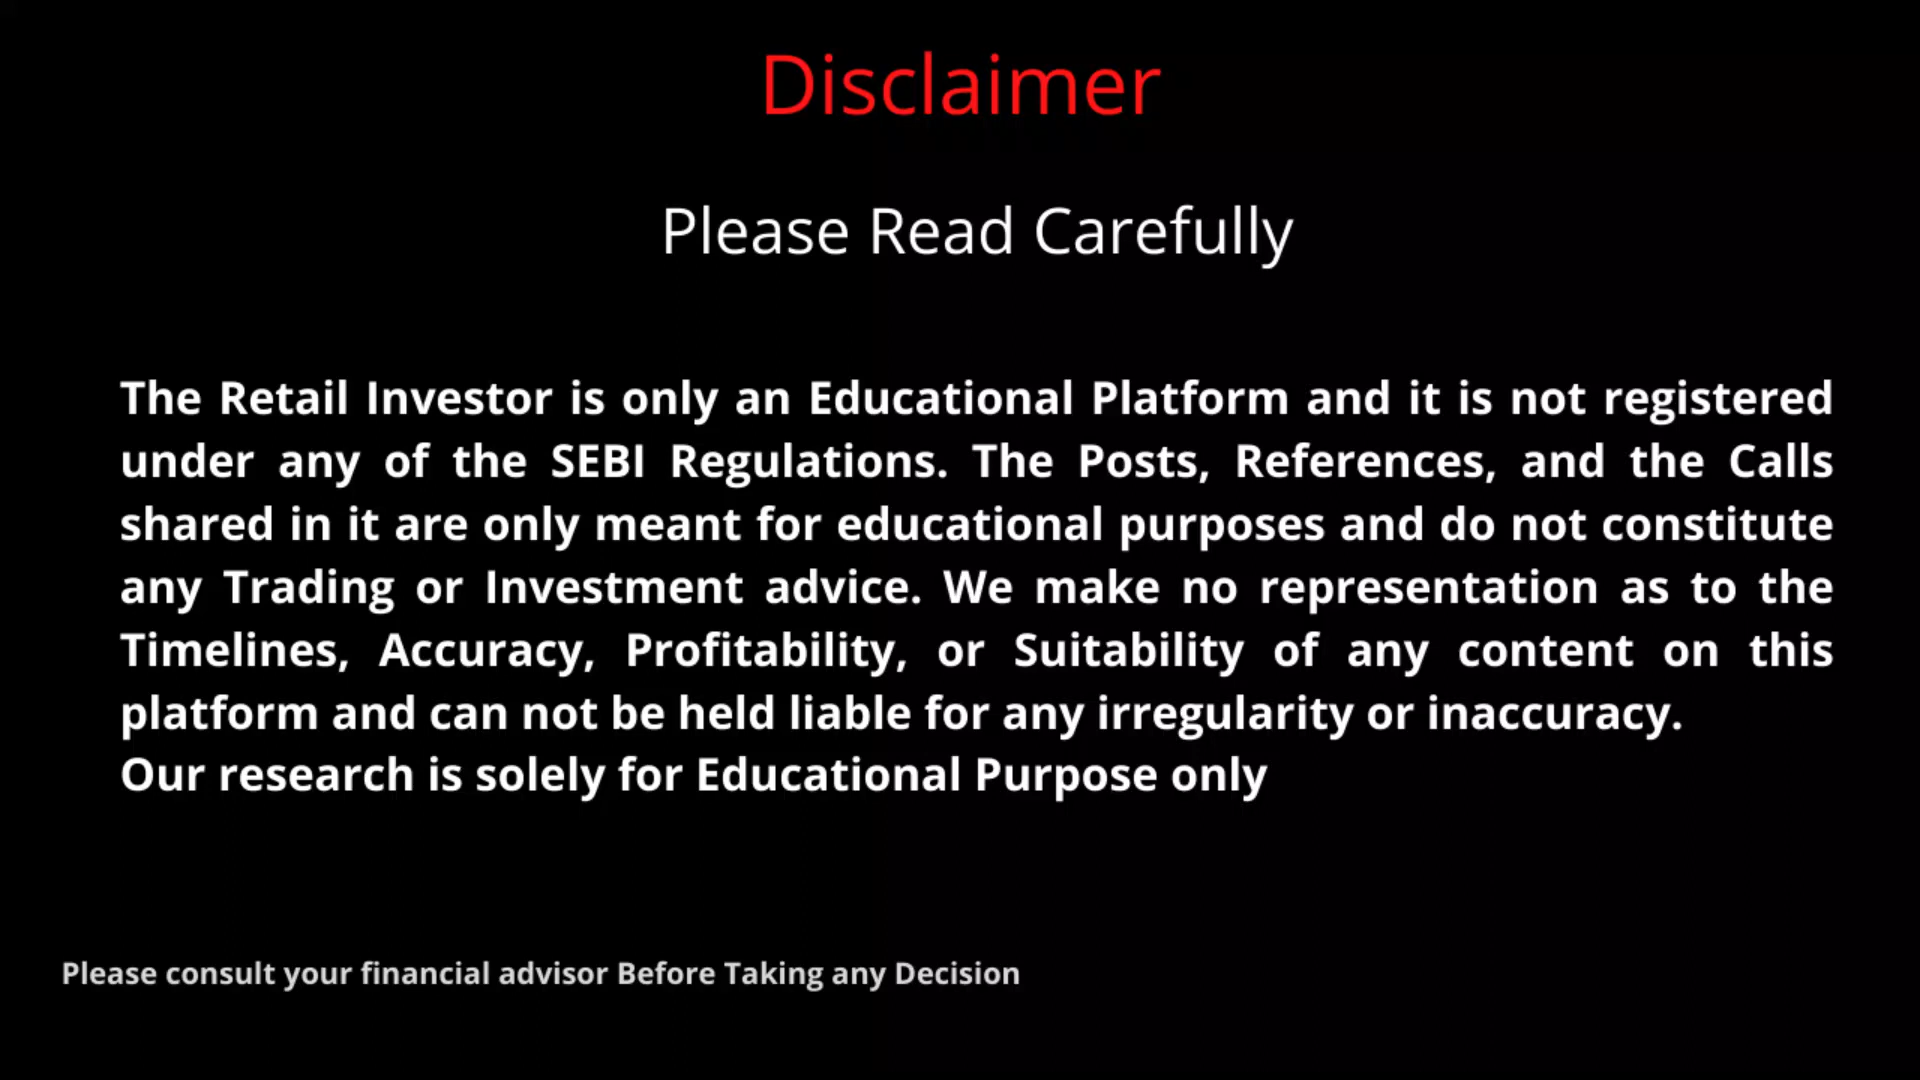 Disclaimer
Please Read Carefully
The Retail Investor is only an Educational Platform and it is not registered
under any of the SEBI Regulations. The Posts, References, and the Calls
shared in it are only meant for educational purposes and do not constitute
any Trading or Investment advice. We make no representation as to the
Timelines, Accuracy, Profitability, or Suitability of any content on this
platform and can not be held liable for any irregularity or inaccuracy.
Our research is solely for Educational Purpose only
Please consult your financial advisor Before Taking any Decision